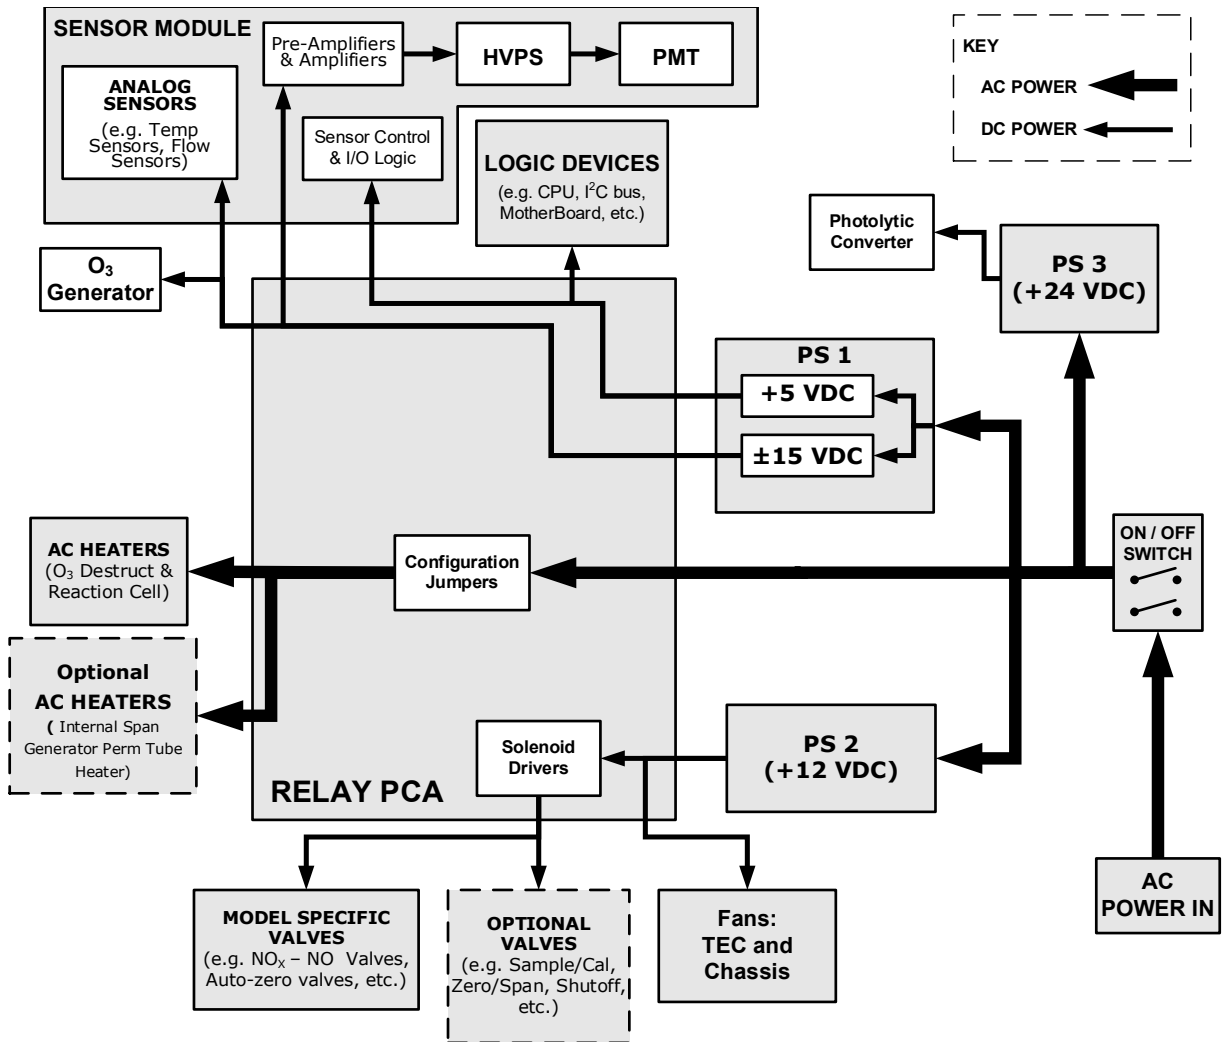 SENSOR MODULE
Pre-Amplifiers
& Amplifiers
HVPS
PMT
KEY
AC POWER
DC POWER
ANALOG
SENSORS
(e.g. Temp
Sensors, Flow
Sensors)
Sensor Control
& I/O Logic
LOGIC DEVICES
(e.g. CPU, I²C bus,
MotherBoard, etc.)
Photolytic
Converter
PS 3
(+24 VDC)
O₃
Generator
PS 1
+5 VDC
±15 VDC
ON / OFF
SWITCH
AC HEATERS
(O₃ Destruct &
Reaction Cell)
Configuration
Jumpers
Optional
AC HEATERS
( Internal Span
Generator Perm Tube
Heater)
Solenoid
Drivers
PS 2
(+12 VDC)
RELAY PCA
AC
POWER IN
MODEL SPECIFIC
VALVES
(e.g. NOₓ – NO Valves,
Auto-zero valves, etc.)
OPTIONAL
VALVES
(e.g. Sample/Cal,
Zero/Span, Shutoff,
etc.)
Fans:
TEC and
Chassis